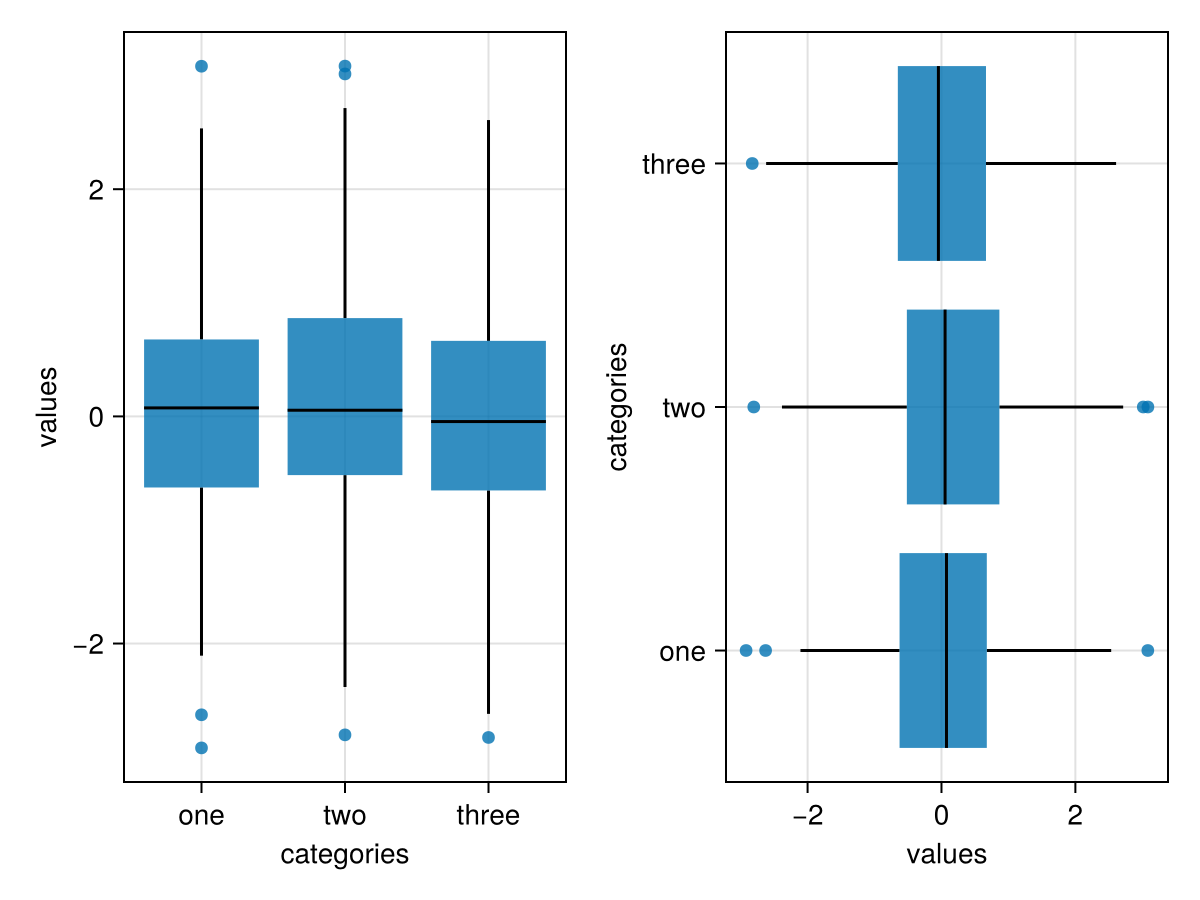 values
2
0
−2
one two three
categories
categories
three
two
one
−2 0 2
values